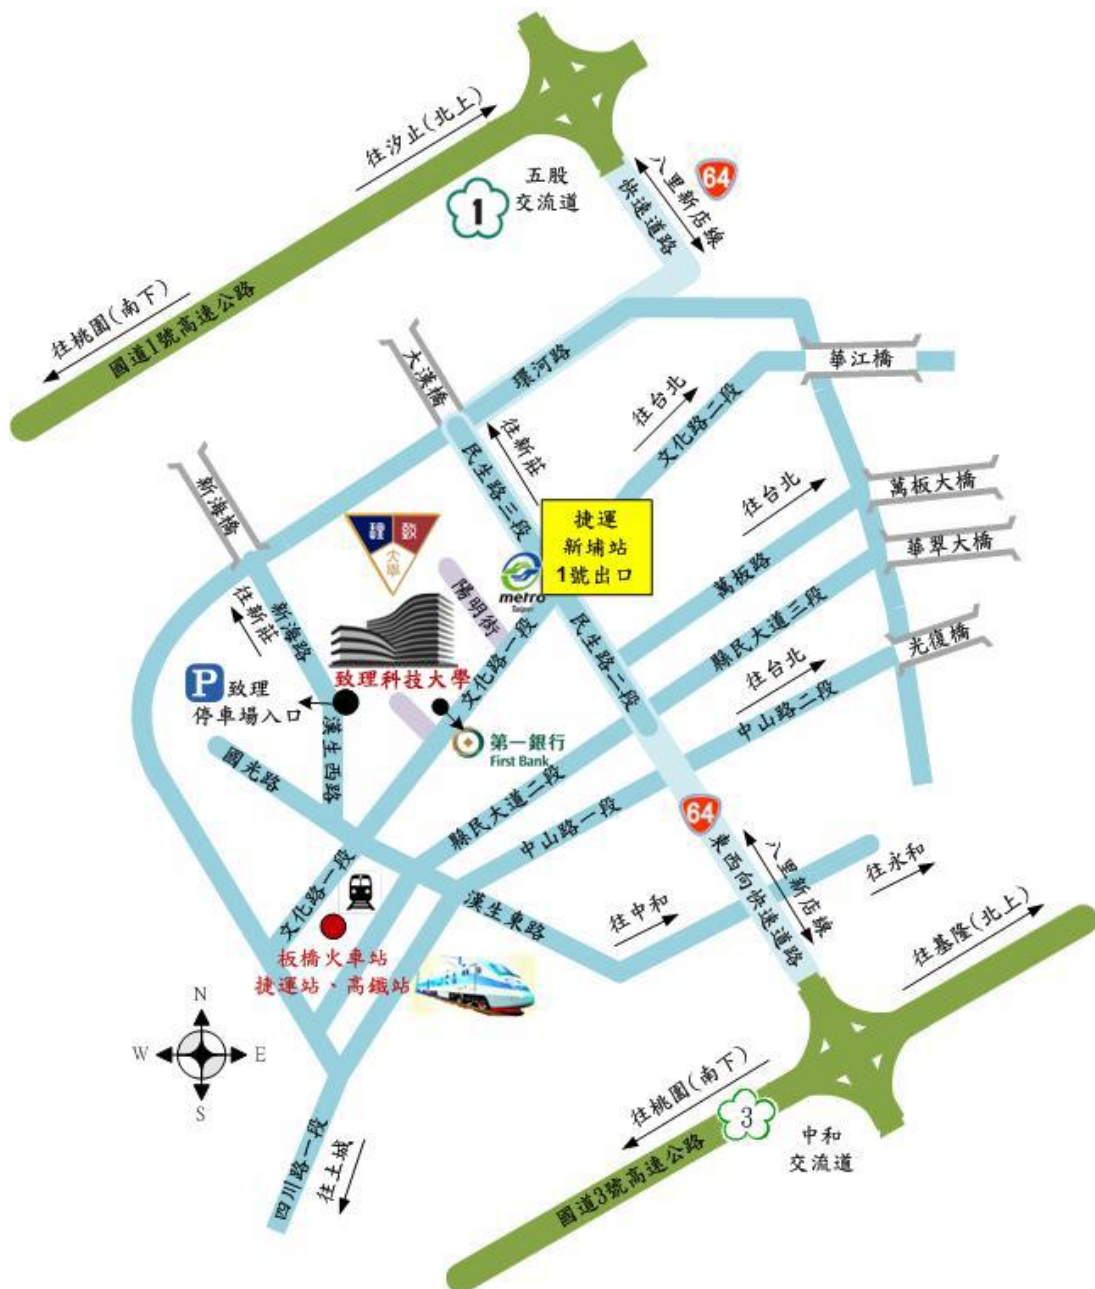 往汐止(北上)
五股
交流道
1
64
八里新店線
快速道路
往桃園(南下)
國道1號高速公路
大漢橋
環河路
華江橋
往台北
文化路二段
往新莊
民生路三段
新海橋
往台北
萬板大橋
華翠大橋
捷運
新埔站
1號出口
理
致
大學
metro
Taipei
陽明街
萬板路
縣民大道三段
往新莊
新海路
文化路一段
民生路二段
光復橋
往台北
中山路二段
P
致理
停車場入口
致理科技大學
第一銀行
First Bank
漢生西路
國光路
縣民大道二段
中山路一段
64
東西向快速道路
八里新店線
往永和
文化路一段
漢生東路
往中和
往基隆(北上)
板橋火車站
捷運站、高鐵站
N
W
E
S
往桃園(南下)
3
中和
交流道
國道3號高速公路
四川路一段
往土城